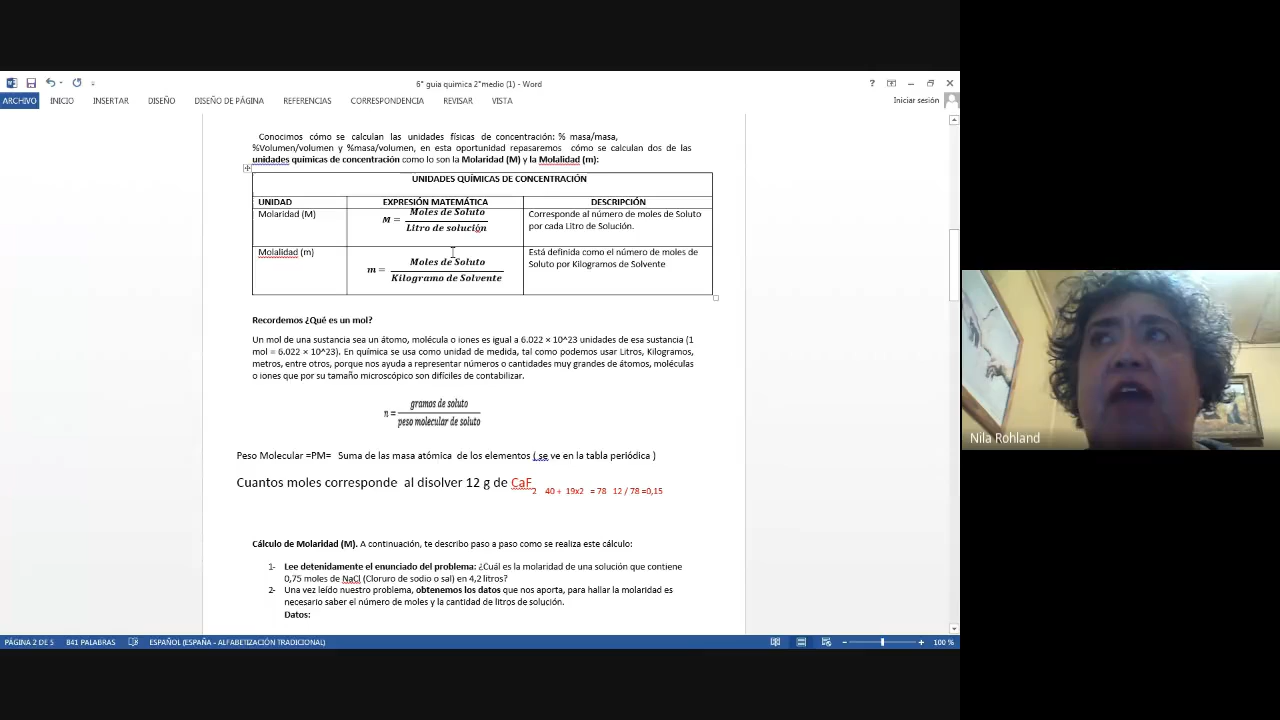 6° guia quimica 2°medio (1) - Word
ARCHIVO INICIO INSERTAR DISEÑO DISEÑO DE PÁGINA REFERENCIAS CORRESPONDENCIA REVISAR VISTA
Iniciar sesión
Conocimos cómo se calculan las unidades físicas de concentración: % masa/masa,
%Volumen/volumen y %masa/volumen, en esta oportunidad repasaremos cómo se calculan dos de las
unidades químicas de concentración como lo son la Molaridad (M) y la Molalidad (m):
UNIDADES QUÍMICAS DE CONCENTRACIÓN
UNIDAD EXPRESIÓN MATEMÁTICA DESCRIPCIÓN
Molaridad (M)
M = Moles de Soluto
Litro de solución
Corresponde al número de moles de Soluto
por cada Litro de Solución.
Molalidad (m)
m = Moles de Soluto
Kilogramo de Solvente
Está definida como el número de moles de
Soluto por Kilogramos de Solvente
Recordemos ¿Qué es un mol?
Un mol de una sustancia sea un átomo, molécula o iones es igual a 6.022 × 10^23 unidades de esa sustancia (1
mol = 6.022 × 10^23). En química se usa como unidad de medida, tal como podemos usar Litros, Kilogramos,
metros, entre otros, porque nos ayuda a representar números o cantidades muy grandes de átomos, moléculas
o iones que por su tamaño microscópico son difíciles de contabilizar.
n = gramos de soluto
peso molecular de soluto
Peso Molecular =PM= Suma de las masa atómica de los elementos ( se ve en la tabla periódica )
Cuantos moles corresponde al disolver 12 g de CaF2 40 + 19x2 = 78 12 / 78 =0,15
Cálculo de Molaridad (M). A continuación, te describo paso a paso como se realiza este cálculo:
1- Lee detenidamente el enunciado del problema: ¿Cuál es la molaridad de una solución que contiene
0,75 moles de NaCl (Cloruro de sodio o sal) en 4,2 litros?
2- Una vez leído nuestro problema, obtenemos los datos que nos aporta, para hallar la molaridad es
necesario saber el número de moles y la cantidad de litros de solución.
Datos:
PÁGINA 2 DE 5 841 PALABRAS ESPAÑOL (ESPAÑA - ALFABETIZACIÓN TRADICIONAL) 100 %
Nila Rohland